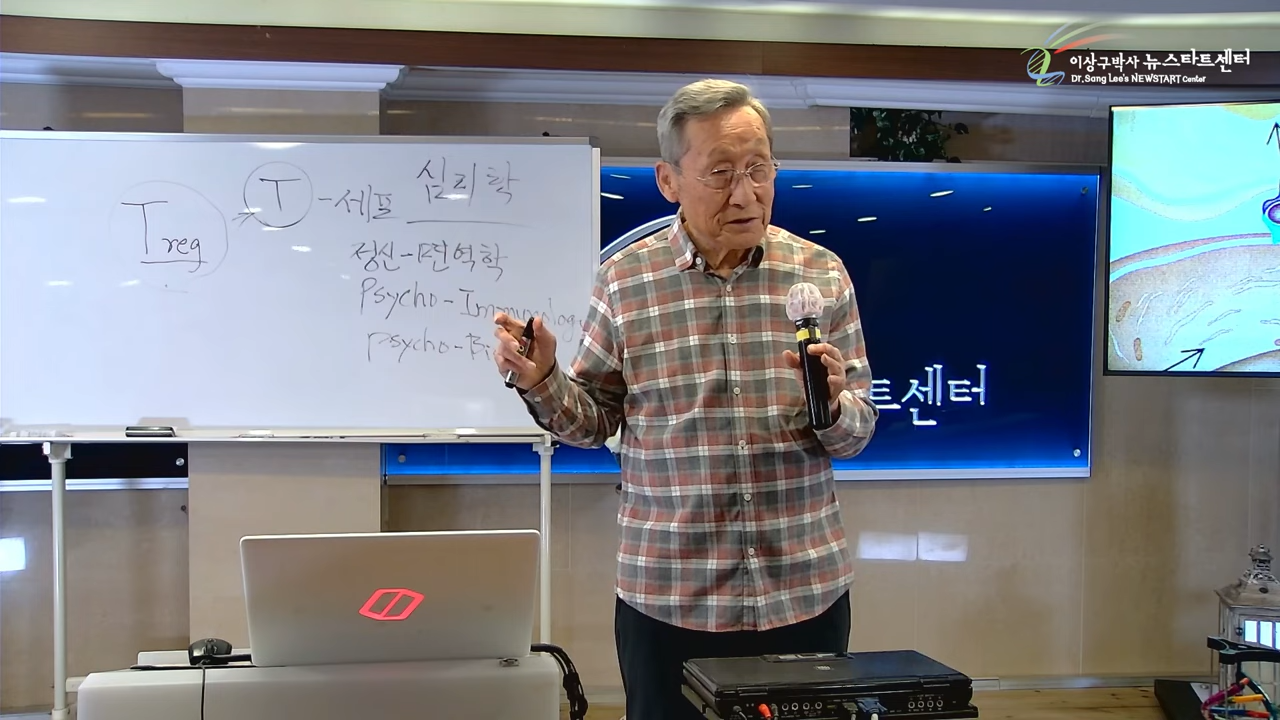 이상구박사 뉴스타트센터
Dr. Sang Lee's NEWSTART Center
심리학
T-세포
Treg
정신-면역학
Psycho-Immunology
psycho-Bi
트센터